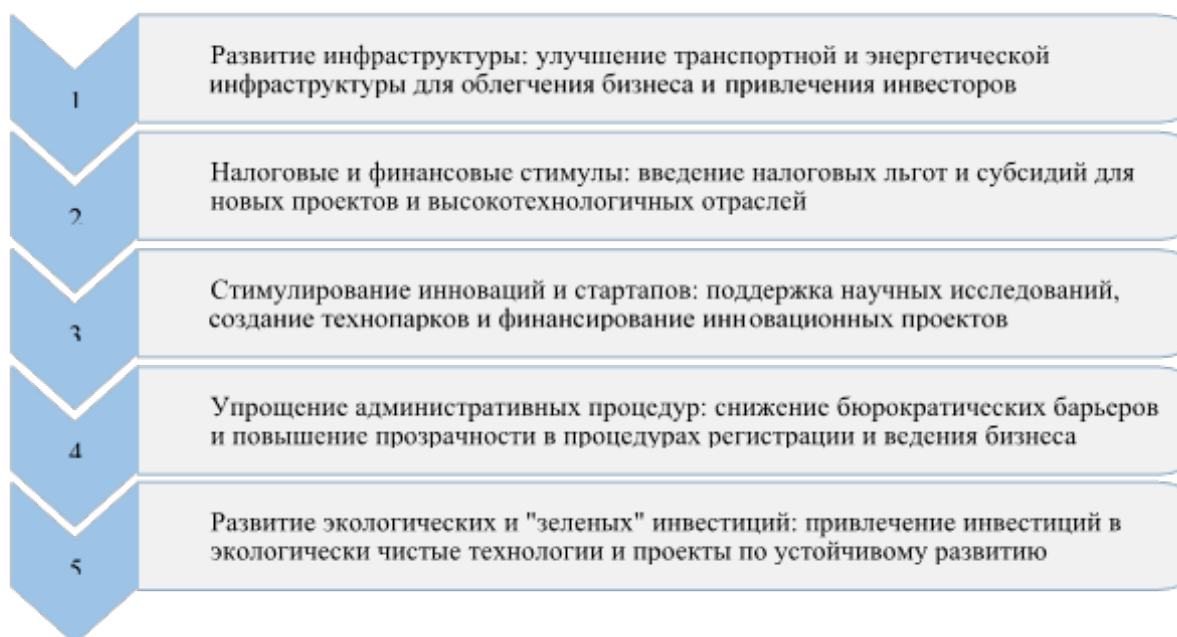 1
Развитие инфраструктуры: улучшение транспортной и энергетической
инфраструктуры для облегчения бизнеса и привлечения инвесторов
2
Налоговые и финансовые стимулы: введение налоговых льгот и субсидий для
новых проектов и высокотехнологичных отраслей
3
Стимулирование инноваций и стартапов: поддержка научных исследований,
создание технопарков и финансирование инновационных проектов
4
Упрощение административных процедур: снижение бюрократических барьеров
и повышение прозрачности в процедурах регистрации и ведения бизнеса
5
Развитие экологических и "зеленых" инвестиций: привлечение инвестиций в
экологически чистые технологии и проекты по устойчивому развитию